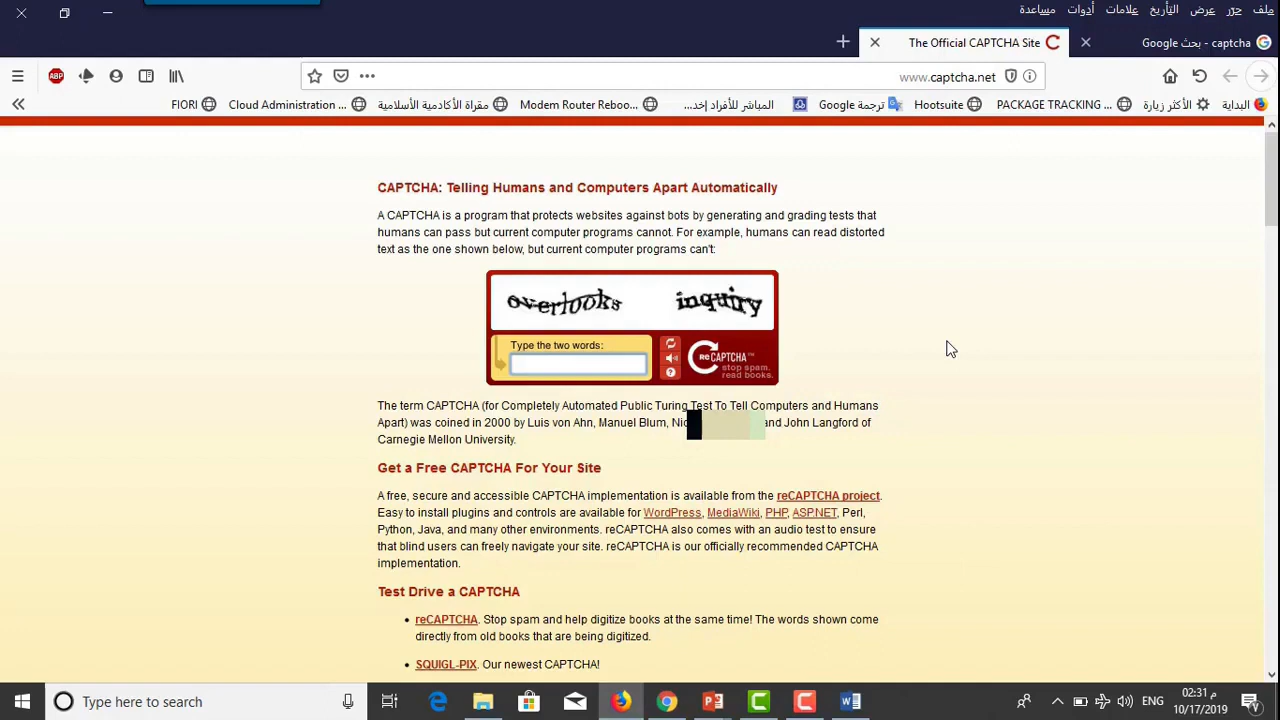 ملف حرّر عرض التأريخ علامات أدوات مساعدة
captcha - بحث Google
The Official CAPTCHA Site
www.captcha.net
البداية
الأكثر زيارة
PACKAGE TRACKING ...
Hootsuite
ترجمة Google
المباشر للأفراد إخد...
Modem Router Reboo...
مقرأة الأكاديمية الأسلامية
Cloud Administration ...
FIORI
ABP
CAPTCHA: Telling Humans and Computers Apart Automatically
A CAPTCHA is a program that protects websites against bots by generating and grading tests that
humans can pass but current computer programs cannot. For example, humans can read distorted
text as the one shown below, but current computer programs can't:
overlooks inquiry
Type the two words:
reCAPTCHA™
stop spam.
read books.
The term CAPTCHA (for Completely Automated Public Turing Test To Tell Computers and Humans
Apart) was coined in 2000 by Luis von Ahn, Manuel Blum, and John Langford of
Carnegie Mellon University.
Get a Free CAPTCHA For Your Site
A free, secure and accessible CAPTCHA implementation is available from the reCAPTCHA project.
Easy to install plugins and controls are available for WordPress, MediaWiki, PHP, ASP.NET, Perl,
Python, Java, and many other environments. reCAPTCHA also comes with an audio test to ensure
that blind users can freely navigate your site. reCAPTCHA is our officially recommended CAPTCHA
implementation.
Test Drive a CAPTCHA
• reCAPTCHA. Stop spam and help digitize books at the same time! The words shown come
directly from old books that are being digitized.
• SQUIGL-PIX. Our newest CAPTCHA!
Type here to search
ENG
02:31 م
10/17/2019